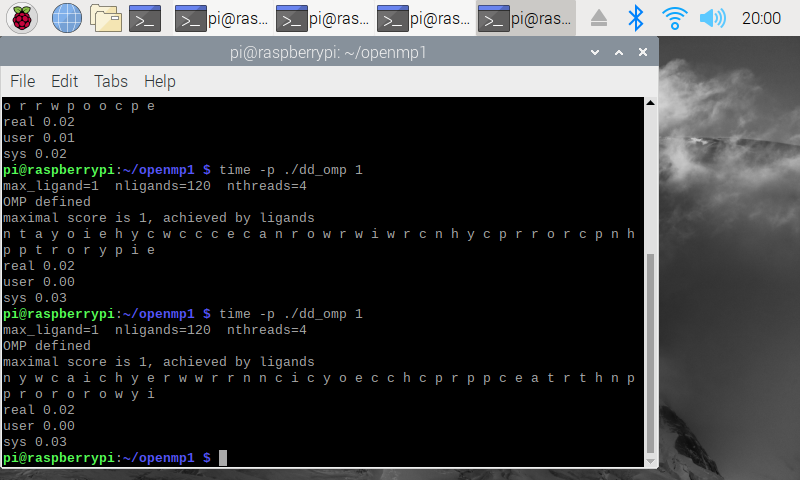 pi@ras... pi@ras... pi@ras... pi@ras... 20:00
pi@raspberrypi: ~/openmp1
File Edit Tabs Help
o r r w p o o c p e
real 0.02
user 0.01
sys 0.02
pi@raspberrypi:~/openmp1 $ time -p ./dd_omp 1
max_ligand=1  nligands=120  nthreads=4
OMP defined
maximal score is 1, achieved by ligands
n t a y o i e h y c w c c c e c a n r o w r w i w r c n h y c p r r o r c p n h
p p t r o r y p i e
real 0.02
user 0.00
sys 0.03
pi@raspberrypi:~/openmp1 $ time -p ./dd_omp 1
max_ligand=1  nligands=120  nthreads=4
OMP defined
maximal score is 1, achieved by ligands
n y w c a i c h y e r w w r r n n c i c y o e c c h c p r p p c e a t r t h n p
p r o r o r o w y i
real 0.02
user 0.00
sys 0.03
pi@raspberrypi:~/openmp1 $